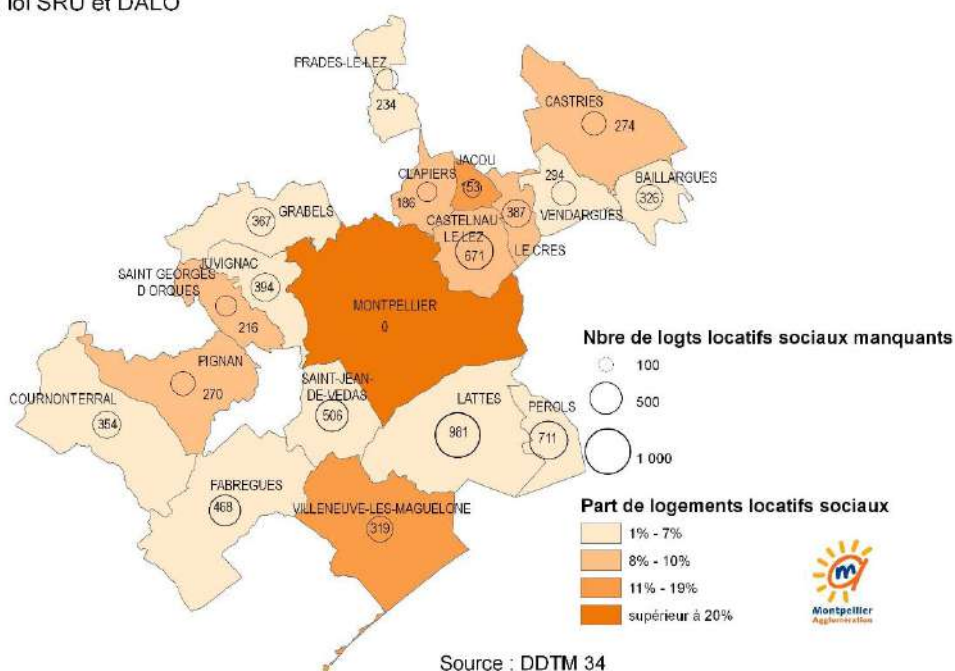 loi SRU et DALO
PRADES-LE-LEZ
234
CASTRIES
274
JACOU
153
CLAPIERS
186
294
VENDARGUES
BAILLARGUES
326
CASTELNAU-
LE-LEZ
671
387
LE CRES
GRABELS
367
JUVIGNAC
394
SAINT GEORGES
D ORQUES
216
MONTPELLIER
0
PIGNAN
270
COURNONTERRAL
354
SAINT-JEAN-
DE-VEDAS
506
LATTES
981
PEROLS
711
FABREGUES
468
VILLENEUVE-LES-MAGUELONE
319
Nbre de logts locatifs sociaux manquants
100
500
1 000
Part de logements locatifs sociaux
1% - 7%
8% - 10%
11% - 19%
supérieur à 20%
m
Montpellier
Agglomération
Source : DDTM 34